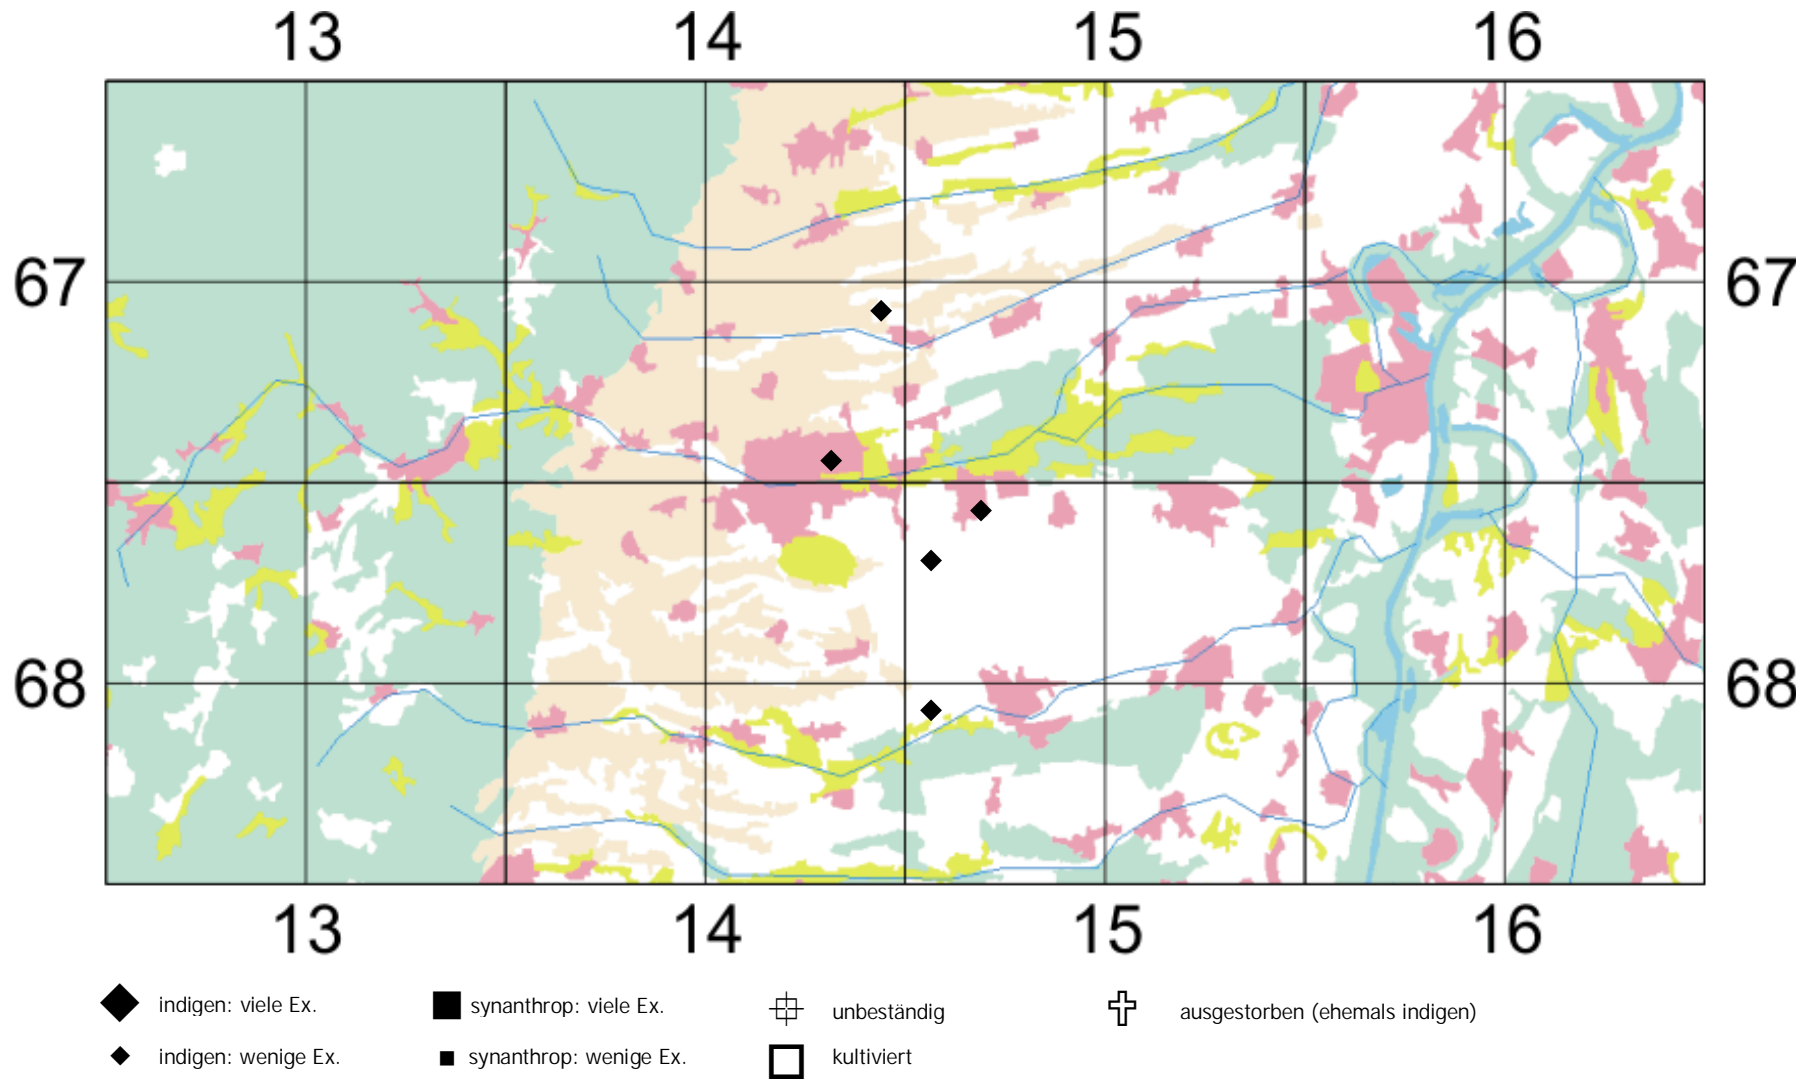 13 14 15 16
67 67
68 68
13 14 15 16
indigen: viele Ex. synanthrop: viele Ex. unbeständig ausgestorben (ehemals indigen)
indigen: wenige Ex. synanthrop: wenige Ex. kultiviert